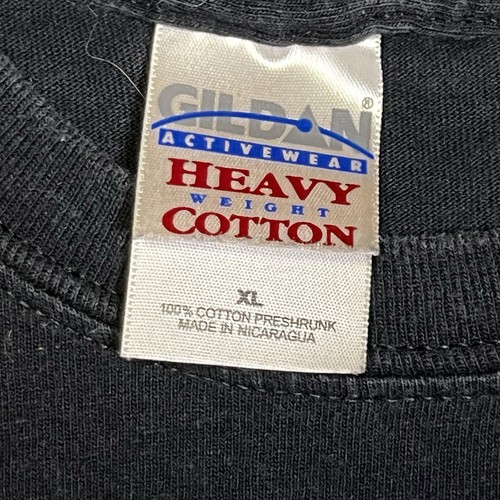 GILDAN®
ACTIVEWEAR
HEAVY
WEIGHT
COTTON
XL
100% COTTON PRESHRUNK
MADE IN NICARAGUA